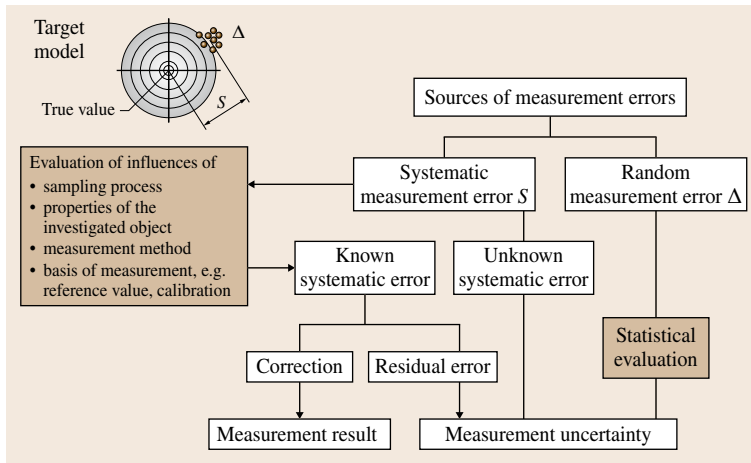 Target
model
Δ
True value
S
Sources of measurement errors
Evaluation of influences of
• sampling process
• properties of the
investigated object
• measurement method
• basis of measurement, e.g.
reference value, calibration
Systematic
measurement error S
Random
measurement error Δ
Known
systematic error
Unknown
systematic error
Statistical
evaluation
Correction
Residual error
Measurement result
Measurement uncertainty